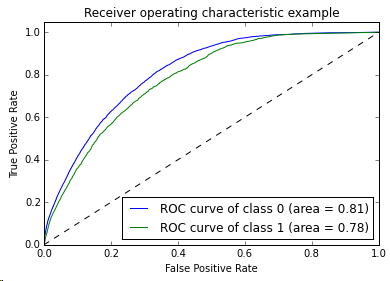 Receiver operating characteristic example
True Positive Rate
1.0
0.8
0.6
0.4
0.2
0.0
ROC curve of class 0 (area = 0.81)
ROC curve of class 1 (area = 0.78)
0.0 0.2 0.4 0.6 0.8 1.0
False Positive Rate